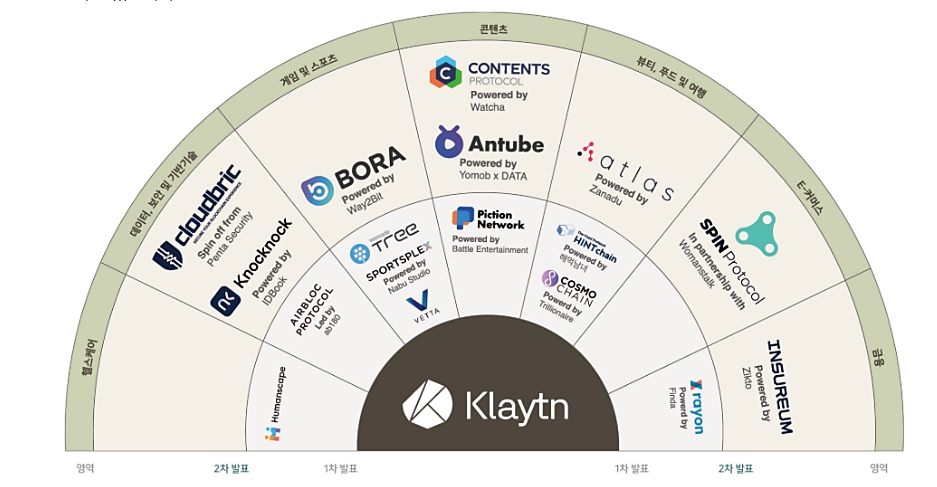 콘텐츠
게임 및 스포츠
뷰티, 푸드 및 여행
데이터, 보안 및 기반기술
E-커머스
헬스케어
금융
CONTENTS
PROTOCOL
Powered by
Watcha
Antube
Powered by
Yomob x DATA
BORA
Powered by
Way2Bit
atlas
Powered by
Zanadu
cloudbric
Spin off from
Penta Security
Knocknock
Powered by
IDBook
SPIN Protocol
In partnership with
Womanstalk
INSUREUM
Powered by
Zikto
Piction
Network
Powered by
Battle Entertainment
Tree
SPORTSPLEX
Powered by
Nabu Studio
VETTA
HINTchain
Powered by
해먹남녀
COSMO
CHAIN
Powerd by
Trillionaire
AIRBLOC
PROTOCOL
Led by
ab180
Humanscape
rayon
Powerd by
Finda
Klaytn
영역
2차 발표
1차 발표
1차 발표
2차 발표
영역